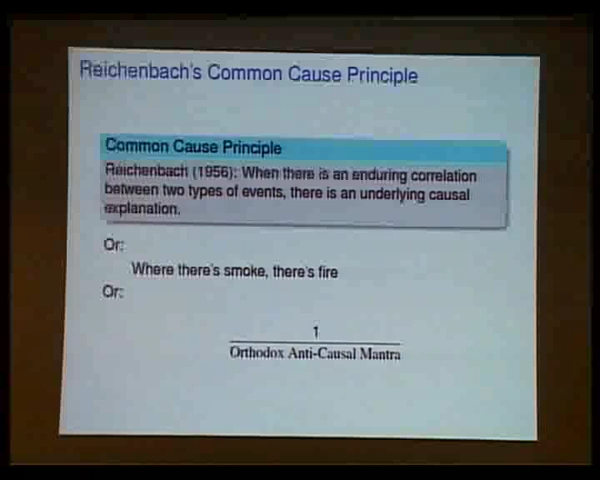 Reichenbach's Common Cause Principle
Common Cause Principle
Reichenbach (1956): When there is an enduring correlation
between two types of events, there is an underlying causal
explanation.
Or:
Where there's smoke, there's fire
Or:
1
Orthodox Anti-Causal Mantra